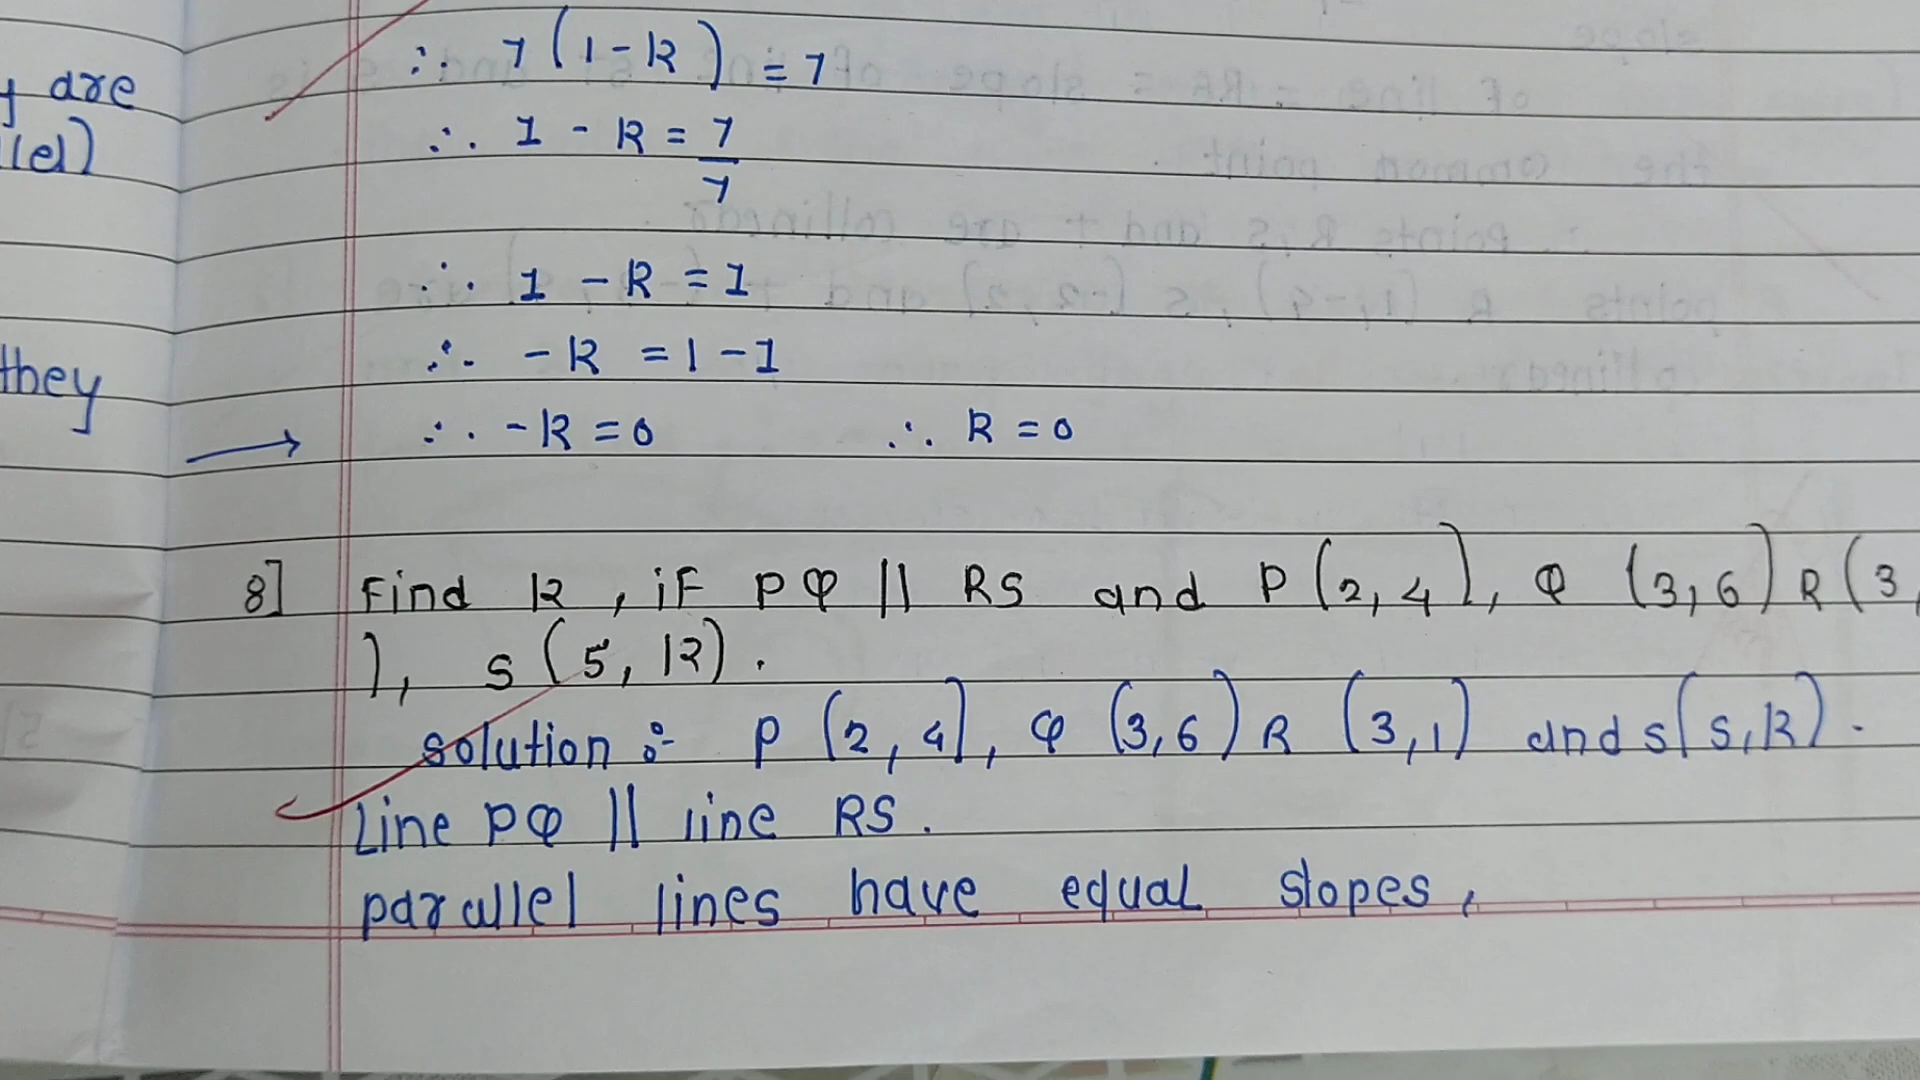 y are
lel)
they
∴ 7 (1 - k) = 7
∴ 1 - k = 7/7
∴ 1 - k = 1
∴ - k = 1 - 1
→ ∴ - k = 0 ∴ k = 0
8] Find k, if PQ || RS and P(2, 4), Q (3, 6) R (3,
1), S (5, k).
solution :- P (2, 4), Q (3, 6) R (3, 1) and S(5, k).
Line PQ || line RS.
parallel lines have equal slopes,